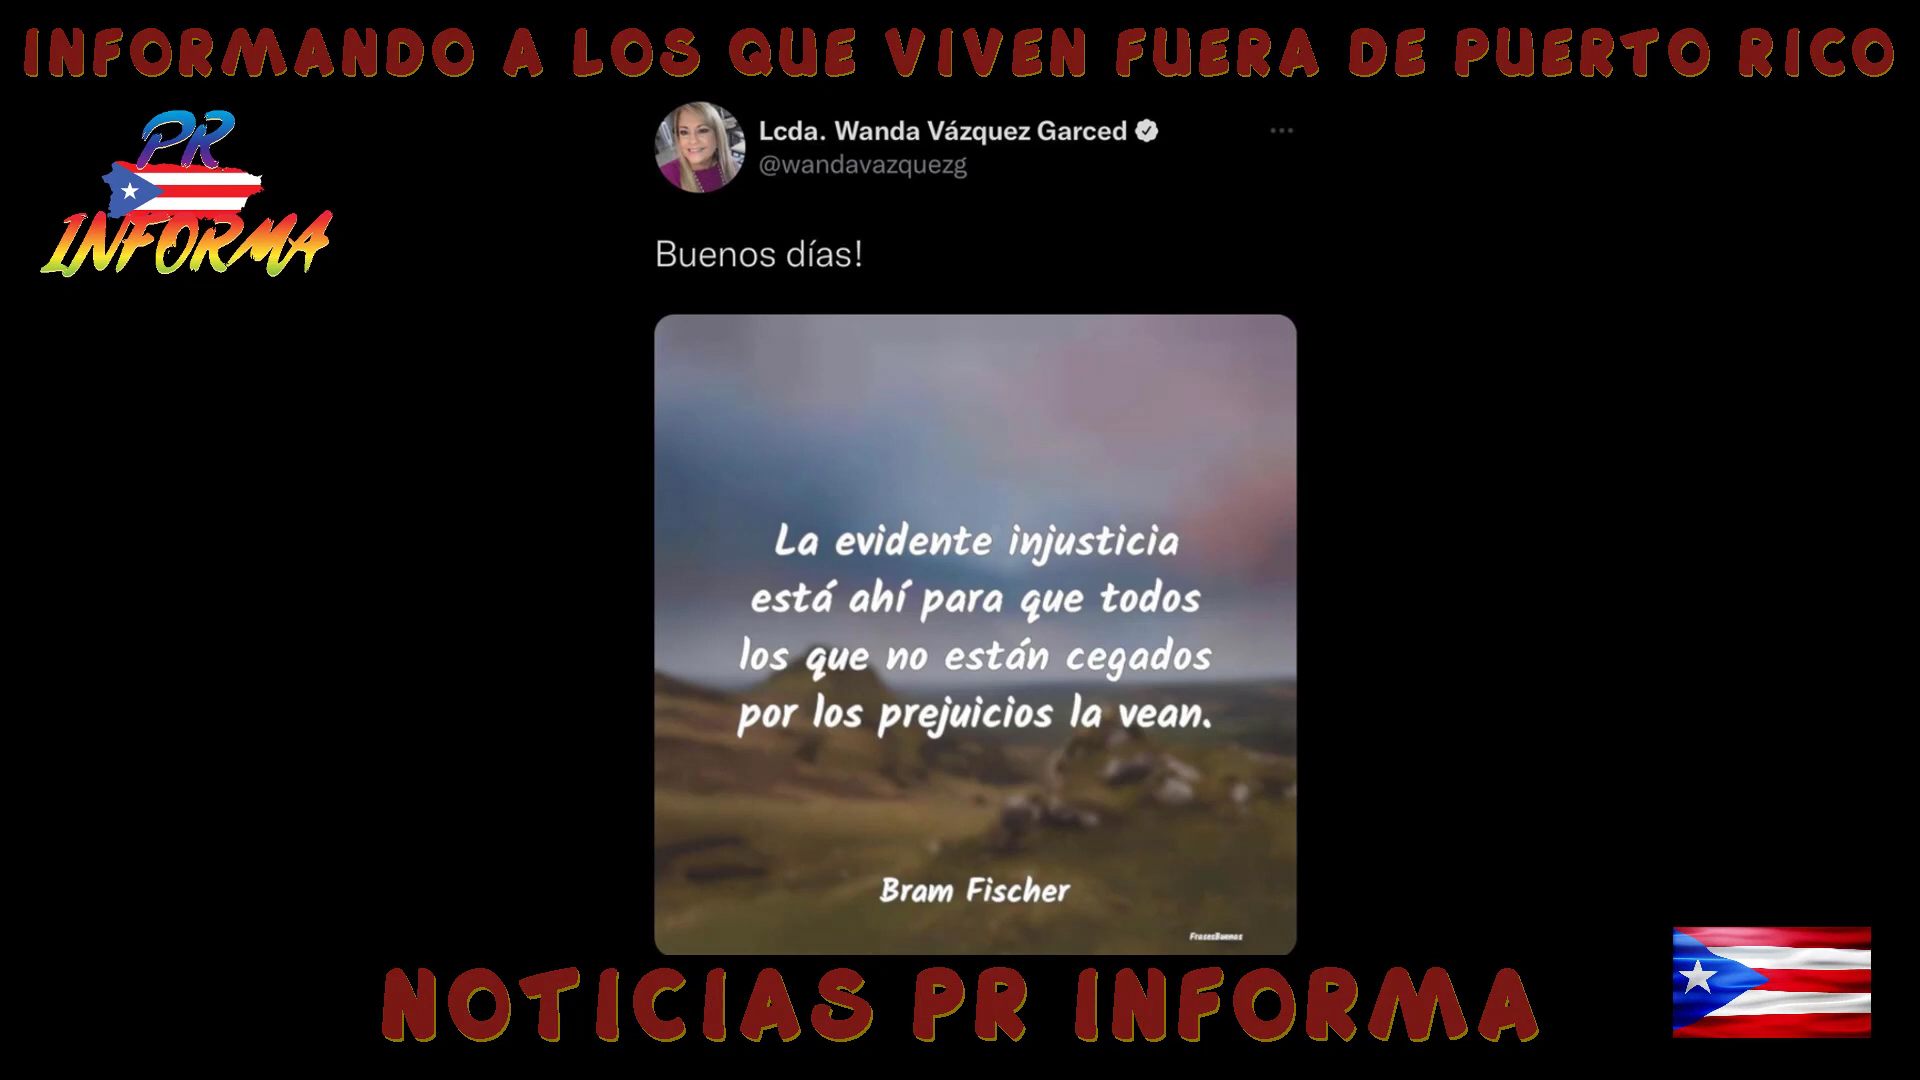 INFORMANDO A LOS QUE VIVEN FUERA DE PUERTO RICO
PR
INFORMA
Lcda. Wanda Vázquez Garced
@wandavazquezg
Buenos días!
La evidente injusticia
está ahí para que todos
los que no están cegados
por los prejuicios la vean.
Bram Fischer
FrasesBuenas
NOTICIAS PR INFORMA